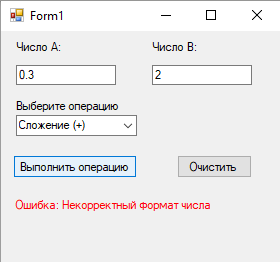 Form1
Число A:
Число B:
0.3
2
Выберите операцию
Сложение (+)
Выполнить операцию
Очистить
Ошибка: Некорректный формат числа